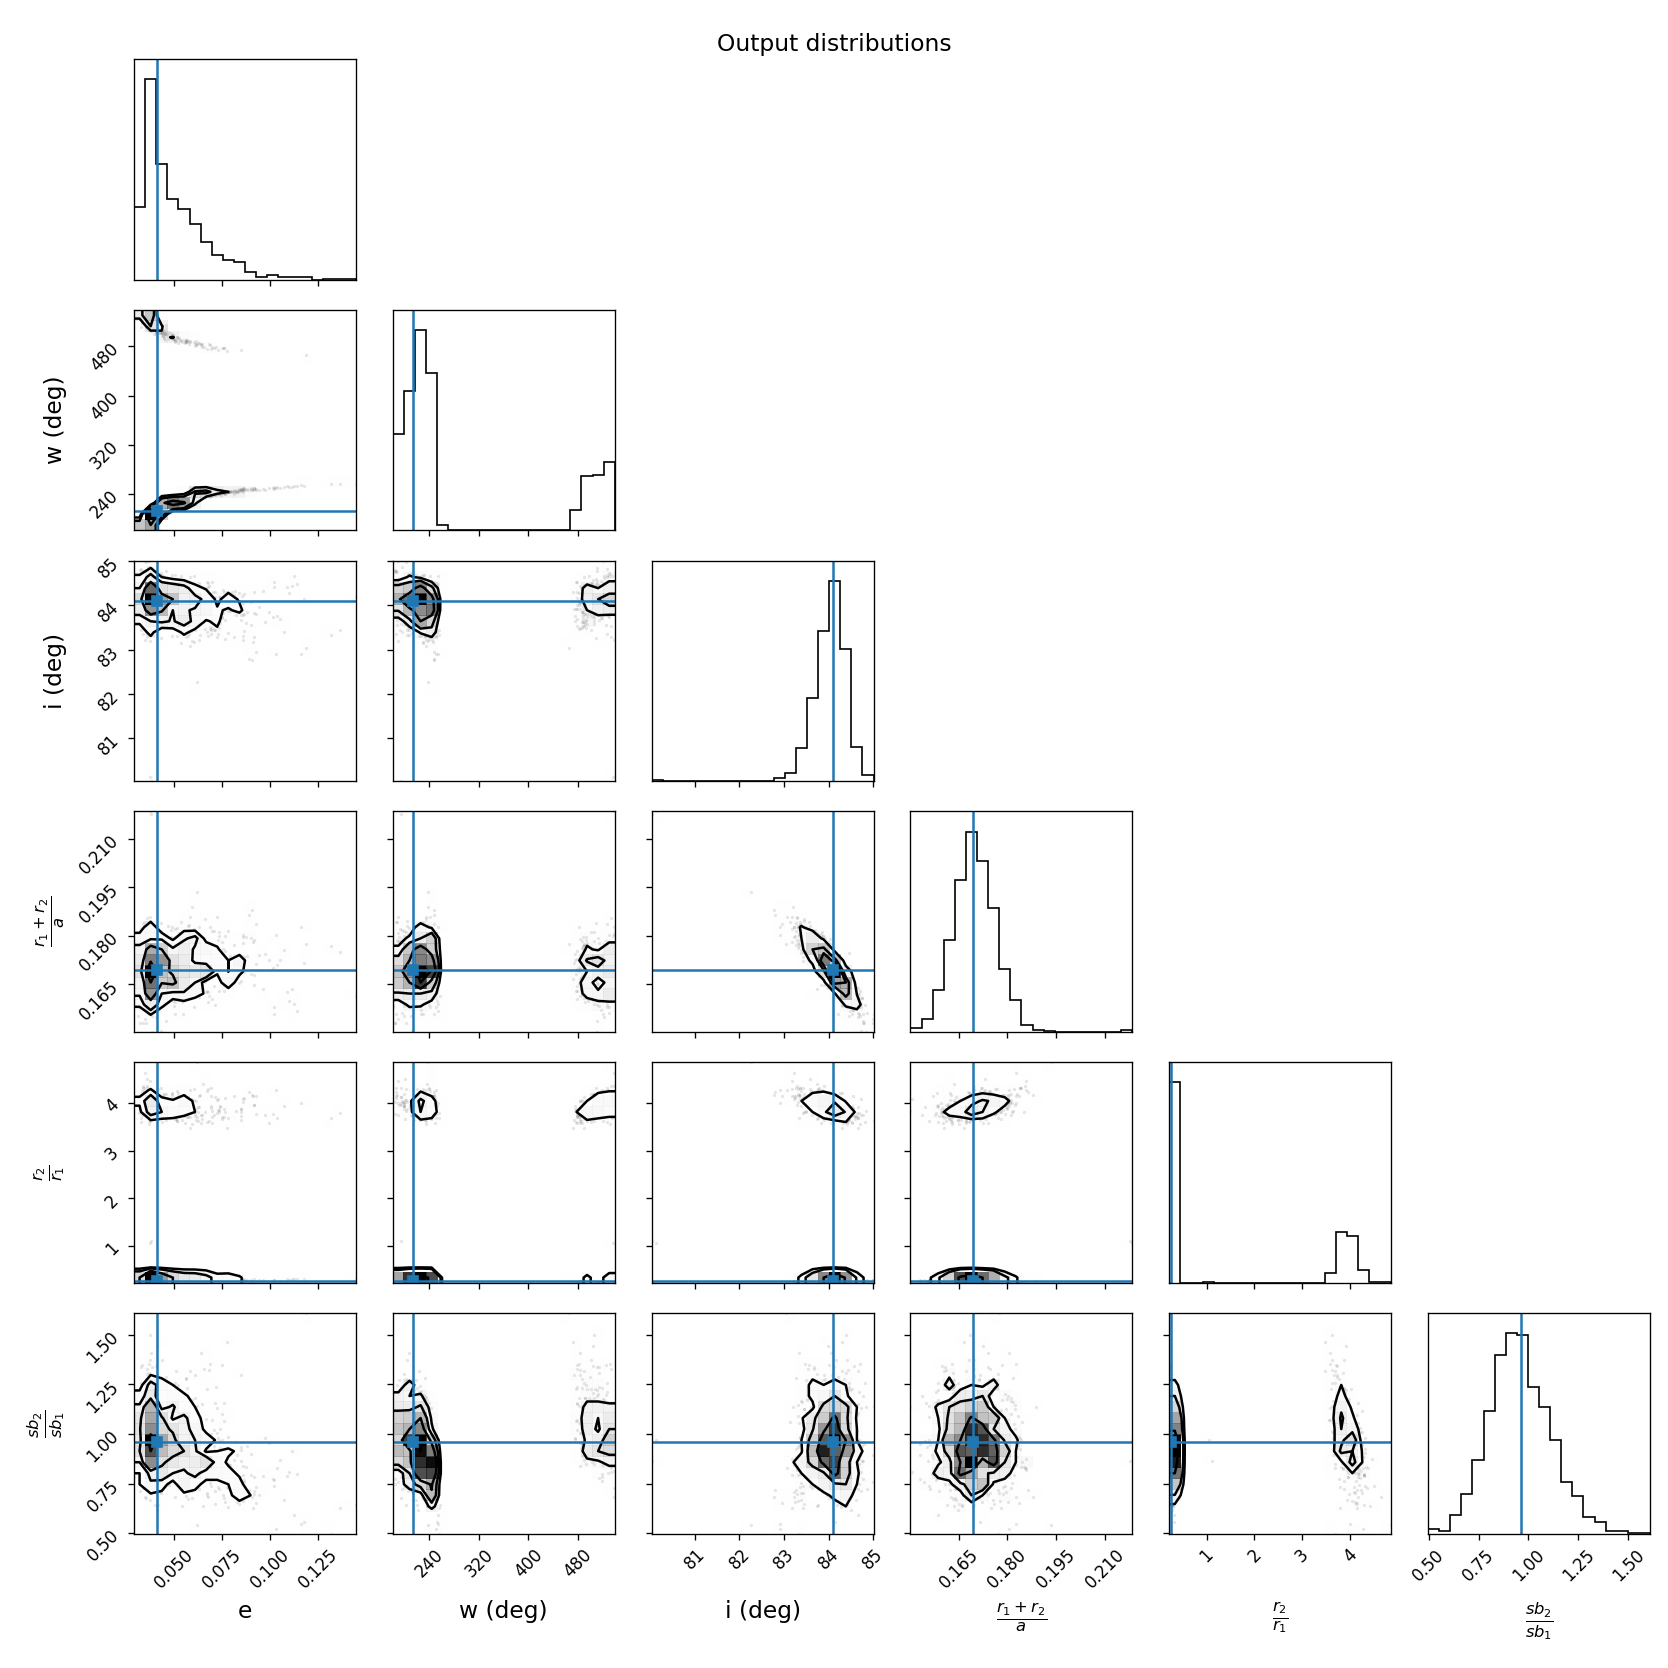 Output distributions
w (deg)
480
400
320
240
i (deg)
85
84
83
82
81
r₁ + r₂
a
0.210
0.195
0.180
0.165
r₂
r₁
4
3
2
1
sb₂
sb₁
1.50
1.25
1.00
0.75
0.50
0.050 0.075 0.100 0.125 240 320 400 480 81 82 83 84 85 0.165 0.180 0.195 0.210 1 2 3 4 0.50 0.75 1.00 1.25 1.50
e w (deg) i (deg) r₁ + r₂ r₂ sb₂
a r₁ sb₁